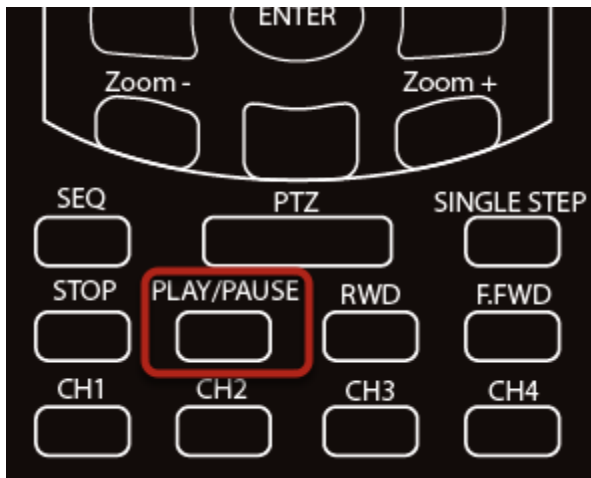 ENTER
Zoom - Zoom +
SEQ PTZ SINGLE STEP
STOP PLAY/PAUSE RWD F.FWD
CH1 CH2 CH3 CH4